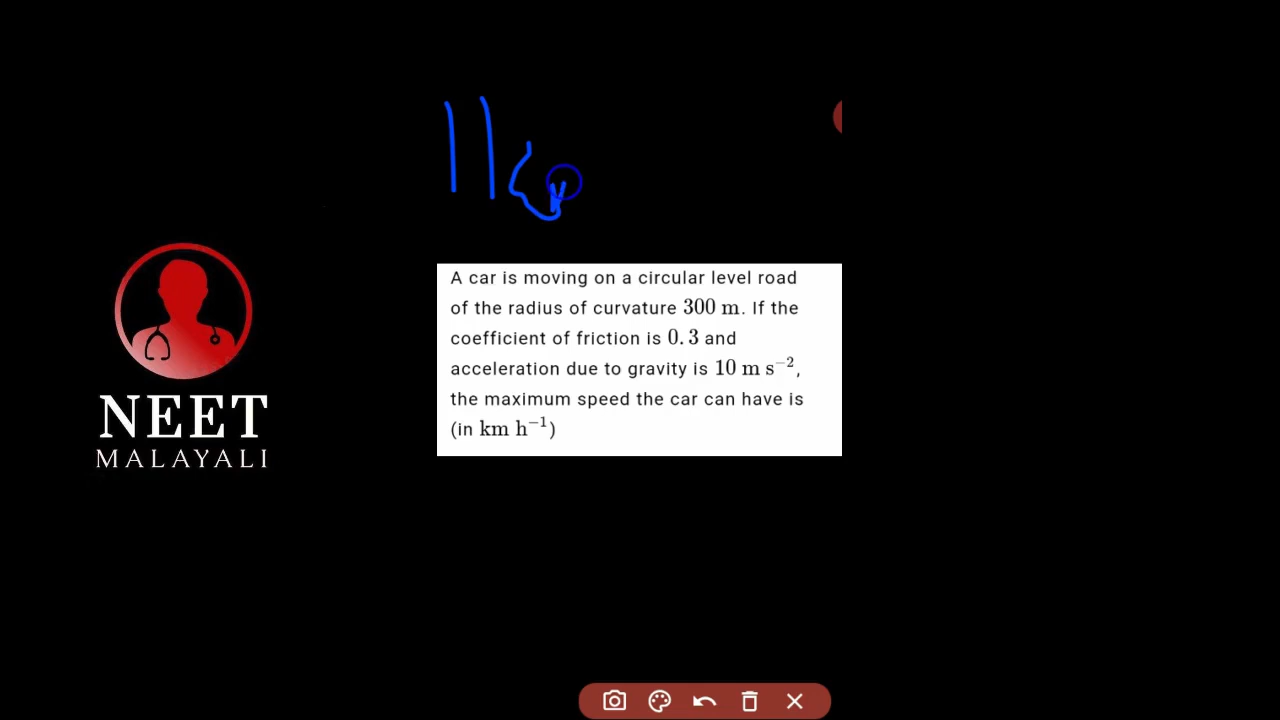 A car is moving on a circular level road
of the radius of curvature 300 m. If the
coefficient of friction is 0.3 and
acceleration due to gravity is 10 m s⁻²,
the maximum speed the car can have is
(in km h⁻¹)
NEET
MALAYALI